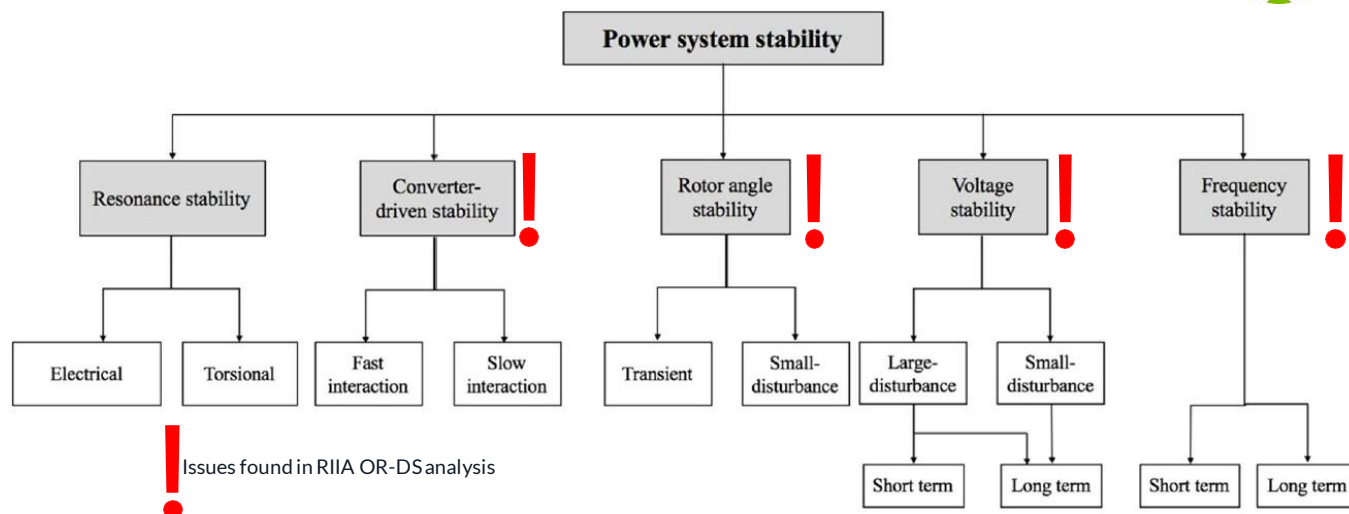 Power system stability
Resonance stability
Converter-
driven stability
Rotor angle
stability
Voltage
stability
Frequency
stability
Electrical
Torsional
Fast
interaction
Slow
interaction
Transient
Small-
disturbance
Large-
disturbance
Small-
disturbance
Short term
Long term
Short term
Long term
Issues found in RIIA OR-DS analysis